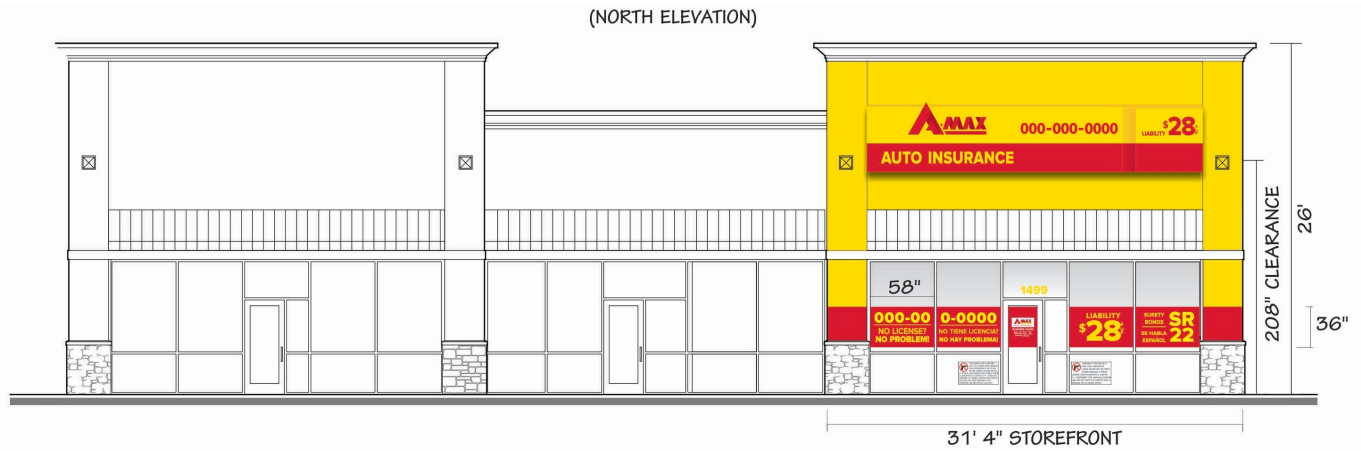 (NORTH ELEVATION)
A-MAX
000-000-0000
LIABILITY $28
AUTO INSURANCE
208" CLEARANCE
26'
58"
1499
000-00
NO LICENSE?
NO PROBLEM!
0-0000
NO TIENE LICENCIA?
NO HAY PROBLEMA!
A-MAX
LIABILITY
$28
SURETY
BONDS
SE HABLA
ESPAÑOL
SR
22
36"
31' 4" STOREFRONT